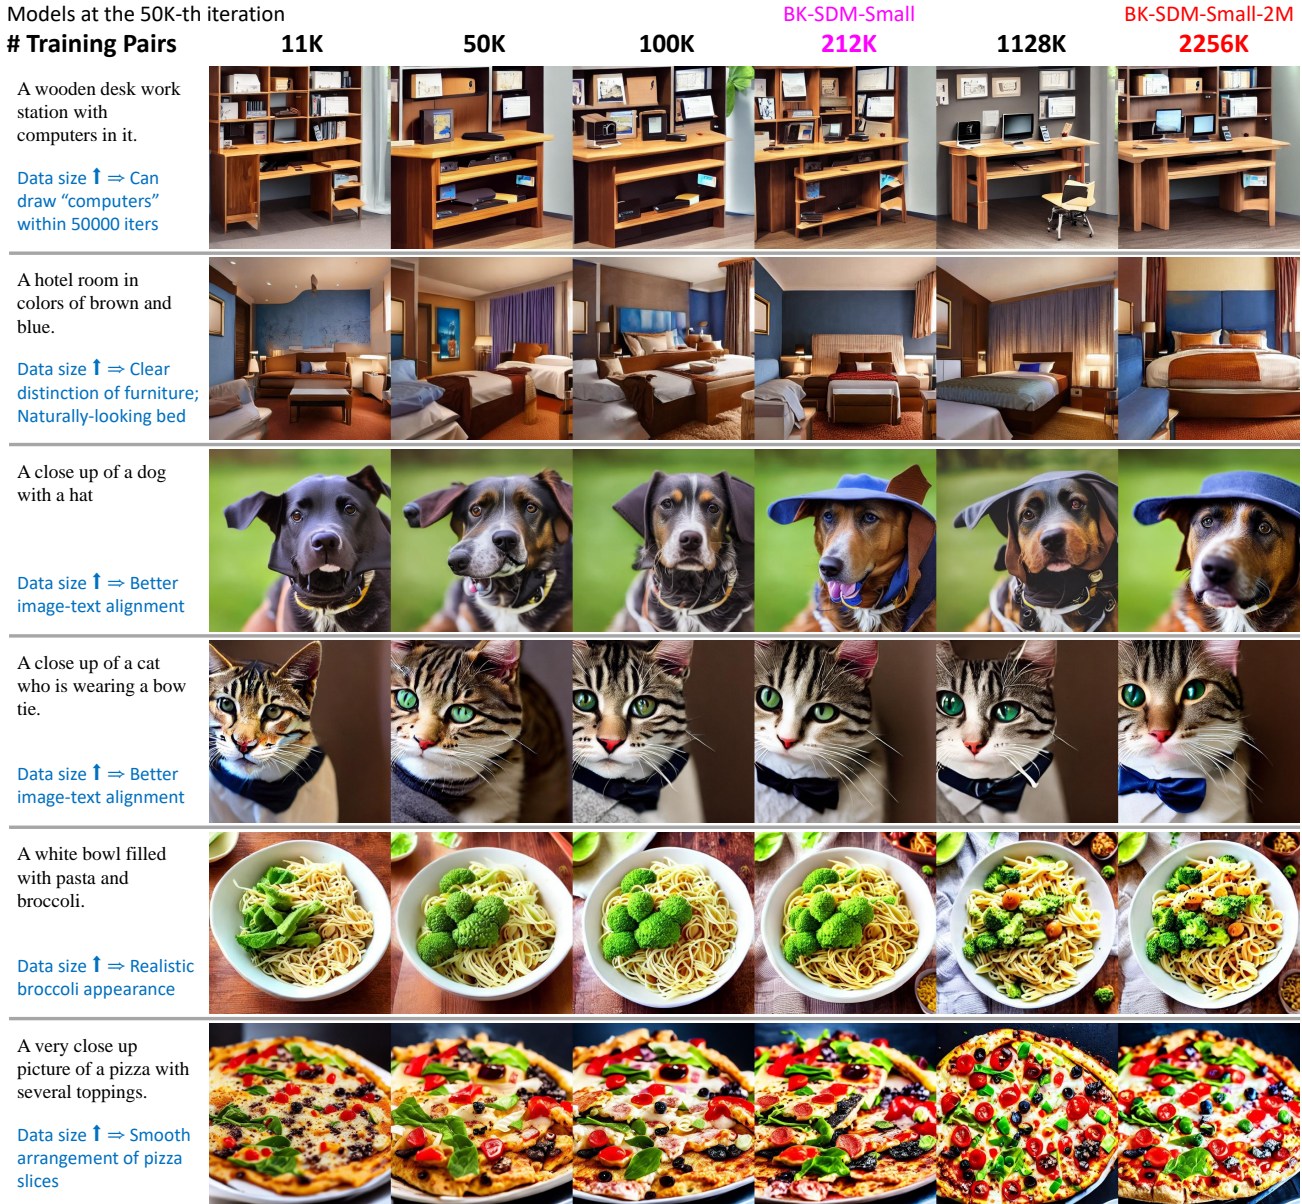 Models at the 50K-th iteration
BK-SDM-Small
BK-SDM-Small-2M
# Training Pairs
11K
50K
100K
212K
1128K
2256K
A wooden desk work
station with
computers in it.
Data size ⬆ ⇒ Can
draw “computers”
within 50000 iters
A hotel room in
colors of brown and
blue.
Data size ⬆ ⇒ Clear
distinction of furniture;
Naturally-looking bed
A close up of a dog
with a hat
Data size ⬆ ⇒ Better
image-text alignment
A close up of a cat
who is wearing a bow
tie.
Data size ⬆ ⇒ Better
image-text alignment
A white bowl filled
with pasta and
broccoli.
Data size ⬆ ⇒ Realistic
broccoli appearance
A very close up
picture of a pizza with
several toppings.
Data size ⬆ ⇒ Smooth
arrangement of pizza
slices